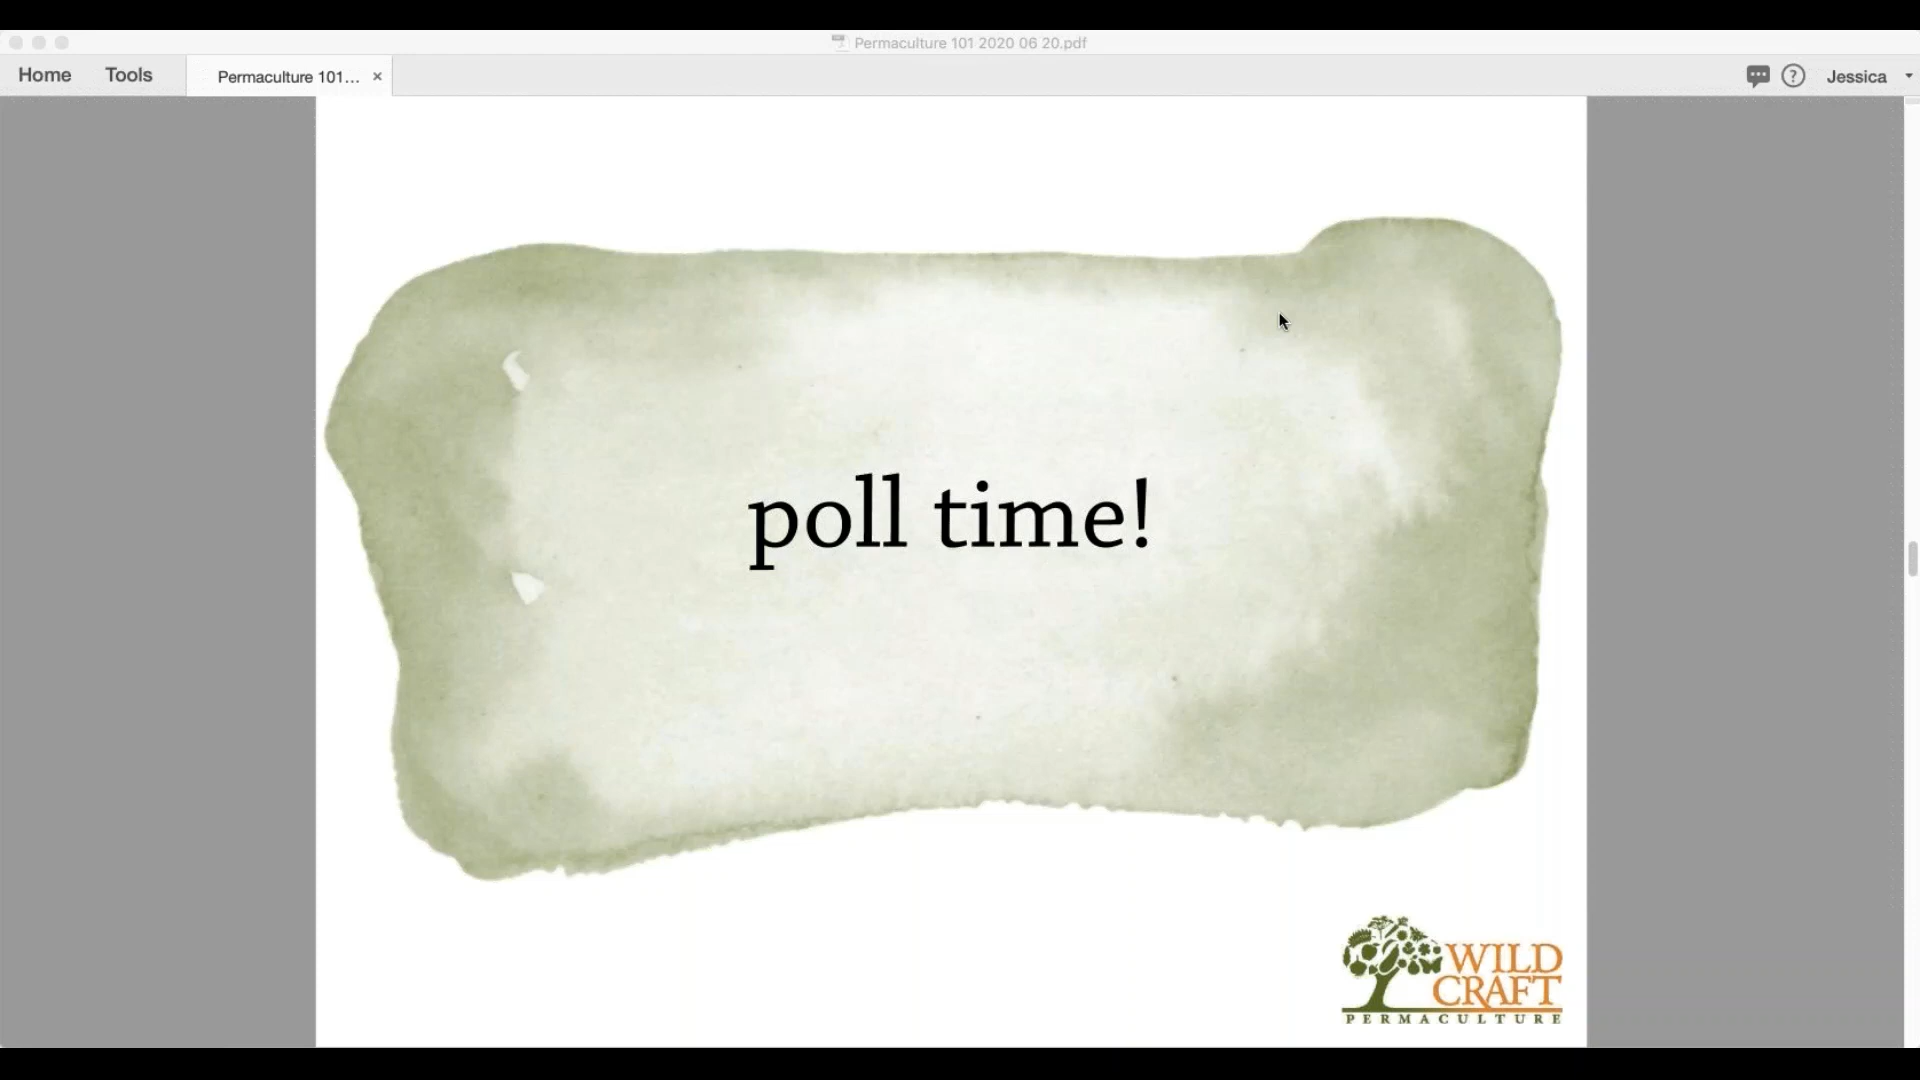 Permaculture 101 2020 06 20.pdf
Home Tools Permaculture 101... × ? Jessica
poll time!
WILD
CRAFT
PERMACULTURE